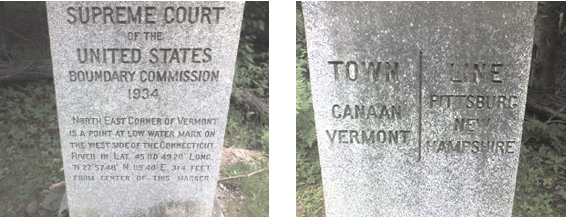 SUPREME COURT
OF THE
UNITED STATES
BOUNDARY COMMISSION
1934
NORTH EAST CORNER OF VERMONT
IS A POINT AT LOW WATER MARK ON
THE WEST SIDE OF THE CONNECTICUT
RIVER IN LAT. 45 00 49.20 LONG.
71 27 57.48 N 09 40 E 314 FEET
FROM CENTER OF THIS MARKER
TOWN LINE
CANAAN PITTSBURG
VERMONT NEW
HAMPSHIRE